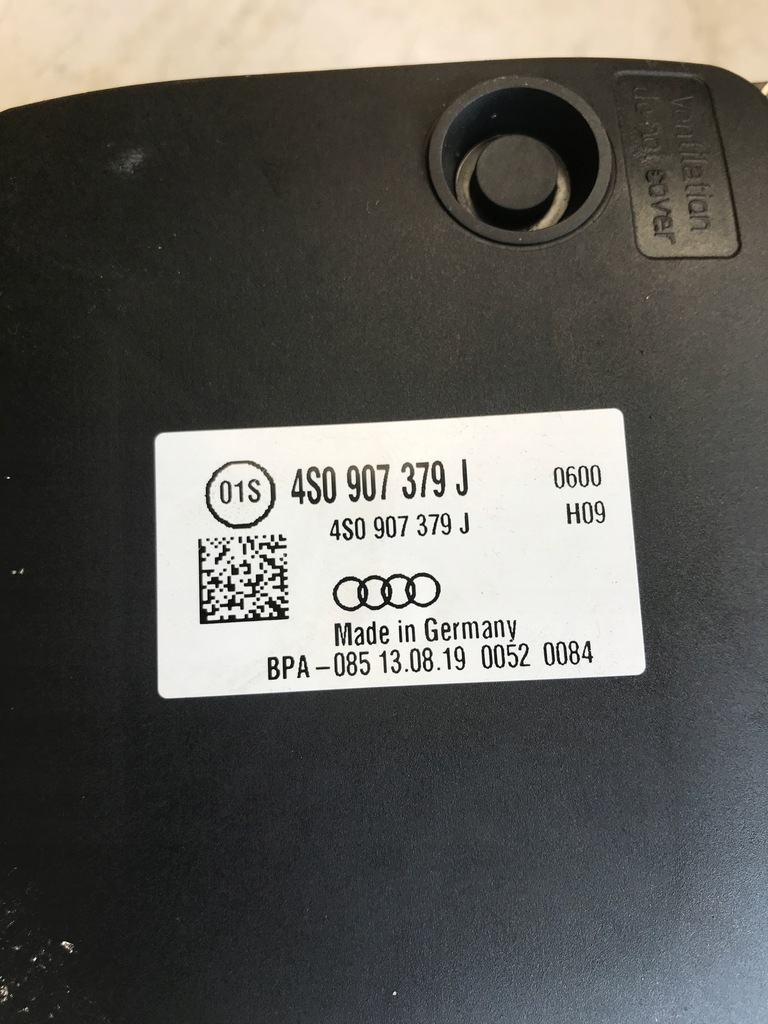 Ventilation
do not cover
01S 4S0 907 379 J 0600
4S0 907 379 J H09
Made in Germany
BPA-085 13.08.19 0052 0084